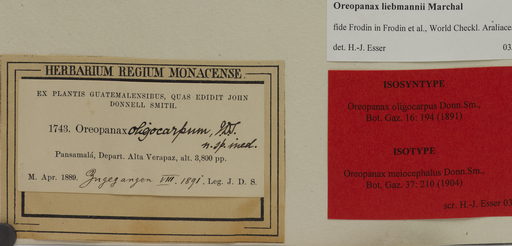 Oreopanax liebmannii Marchal
fide Frodin in Frodin et al., World Checkl. Araliace
det. H.-J. Esser 03
HERBARIUM REGIUM MONACENSE.
EX PLANTIS GUATEMALENSIBUS, QUAS EDIDIT JOHN
DONNELL SMITH.
1743. Oreopanax oligocarpum, JDS.
n. sp. ined.
Pansamalá, Depart. Alta Verapaz, alt. 3,800 pp.
M. Apr. 1889. Eingegangen VIII. 1891. Leg. J. D. S.
ISOSYNTYPE
Oreopanax oligocarpus Donn.Sm.,
Bot. Gaz. 16: 194 (1891)
ISOTYPE
Oreopanax meiocephalus Donn.Sm.,
Bot. Gaz. 37: 210 (1904)
scr. H.-J. Esser 03